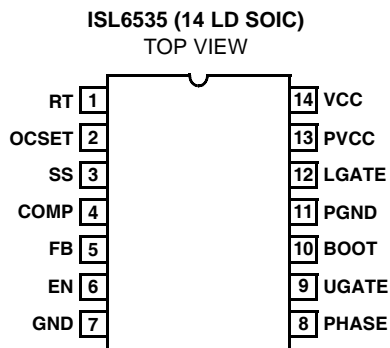 ISL6535 (14 LD SOIC)
TOP VIEW
RT 1
OCSET 2
SS 3
COMP 4
FB 5
EN 6
GND 7
14 VCC
13 PVCC
12 LGATE
11 PGND
10 BOOT
9 UGATE
8 PHASE